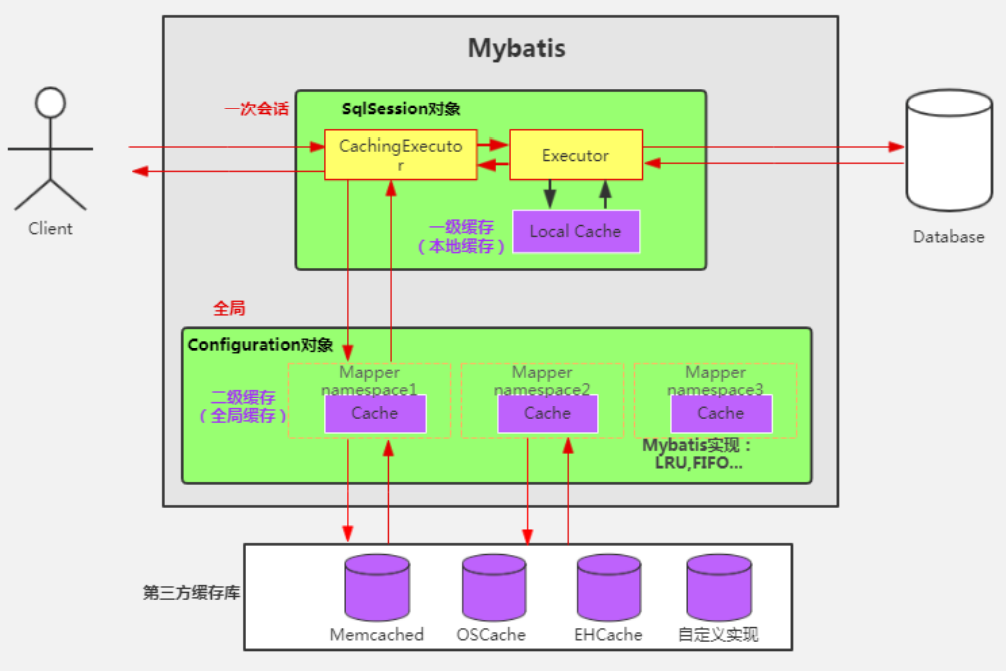 Mybatis
一次会话
SqlSession对象
CachingExecuto
r
Executor
Client
一级缓存
（本地缓存）
Local Cache
Database
全局
Configuration对象
二级缓存
（全局缓存）
Mapper
namespace1
Cache
Mapper
namespace2
Cache
Mapper
namespace3
Cache
Mybatis实现：
LRU,FIFO...
第三方缓存库
Memcached
OSCache
EHCache
自定义实现